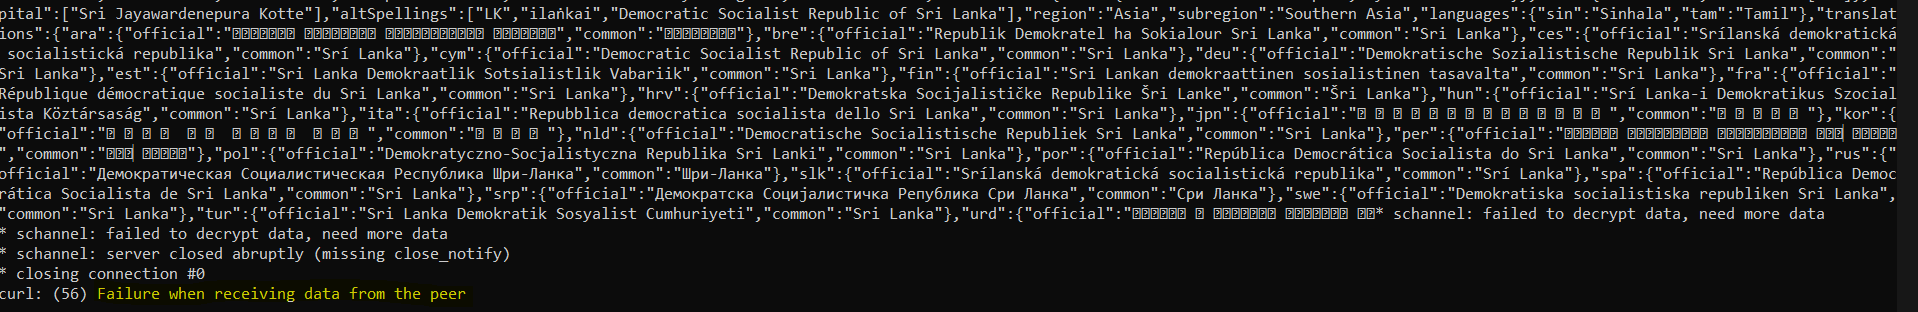 pital":["Sri Jayawardenepura Kotte"],"altSpellings":["LK","ilaṅkai","Democratic Socialist Republic of Sri Lanka"],"region":"Asia","subregion":"Southern Asia","languages":{"sin":"Sinhala","tam":"Tamil"},"translat
ions":{"ara":{"official":"","common":""},"bre":{"official":"Republik Demokratel ha Sokialour Sri Lanka","common":"Sri Lanka"},"ces":{"official":"Srílanská demokratická
socialistická republika","common":"Srí Lanka"},"cym":{"official":"Democratic Socialist Republic of Sri Lanka","common":"Sri Lanka"},"deu":{"official":"Demokratische Sozialistische Republik Sri Lanka","common":"
Sri Lanka"},"est":{"official":"Sri Lanka Demokraatlik Sotsialistlik Vabariik","common":"Sri Lanka"},"fin":{"official":"Sri Lankan demokraattinen sosialistinen tasavalta","common":"Sri Lanka"},"fra":{"official":"
République démocratique socialiste du Sri Lanka","common":"Sri Lanka"},"hrv":{"official":"Demokratska Socijalističke Republike Šri Lanke","common":"Šri Lanka"},"hun":{"official":"Srí Lanka-i Demokratikus Szocial
ista Köztársaság","common":"Srí Lanka"},"ita":{"official":"Repubblica democratica socialista dello Sri Lanka","common":"Sri Lanka"},"jpn":{"official":"","common":""},"kor":{
"official":"","common":""},"nld":{"official":"Democratische Socialistische Republiek Sri Lanka","common":"Sri Lanka"},"per":{"official":"
","common":""},"pol":{"official":"Demokratyczno-Socjalistyczna Republika Sri Lanki","common":"Sri Lanka"},"por":{"official":"República Democrática Socialista do Sri Lanka","common":"Sri Lanka"},"rus":{"
official":"Демократическая Социалистическая Республика Шри-Ланка","common":"Шри-Ланка"},"slk":{"official":"Srílanská demokratická socialistická republika","common":"Srí Lanka"},"spa":{"official":"República Democ
rática Socialista de Sri Lanka","common":"Sri Lanka"},"srp":{"official":"Демократска Социјалистичка Република Сри Ланка","common":"Сри Ланка"},"swe":{"official":"Demokratiska socialistiska republiken Sri Lanka",
"common":"Sri Lanka"},"tur":{"official":"Sri Lanka Demokratik Sosyalist Cumhuriyeti","common":"Sri Lanka"},"urd":{"official":"* schannel: failed to decrypt data, need more data
* schannel: failed to decrypt data, need more data
* schannel: server closed abruptly (missing close_notify)
* closing connection #0
curl: (56) Failure when receiving data from the peer